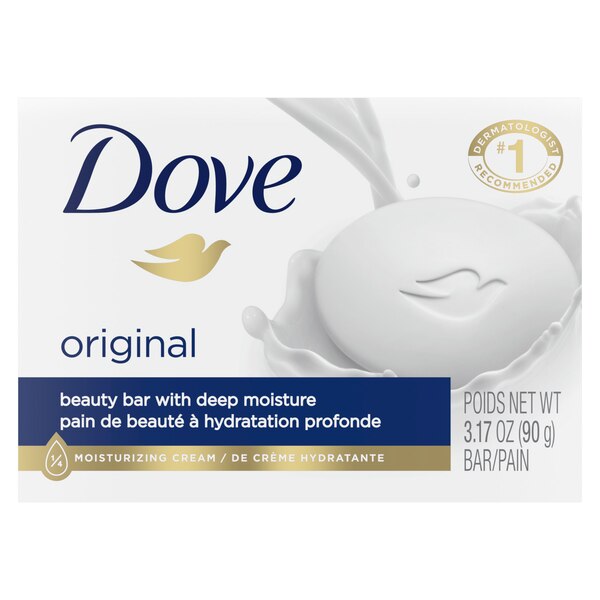 Dove
DERMATOLOGIST
#1
RECOMMENDED
original
beauty bar with deep moisture
pain de beauté à hydratation profonde
1/4 MOISTURIZING CREAM / DE CRÈME HYDRATANTE
POIDS NET WT
3.17 OZ (90 g)
BAR/PAIN